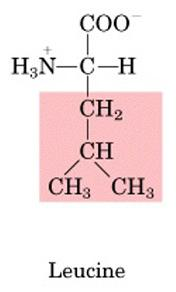 COO⁻
H₃N⁺—C—H
CH₂
CH
CH₃ CH₃
Leucine